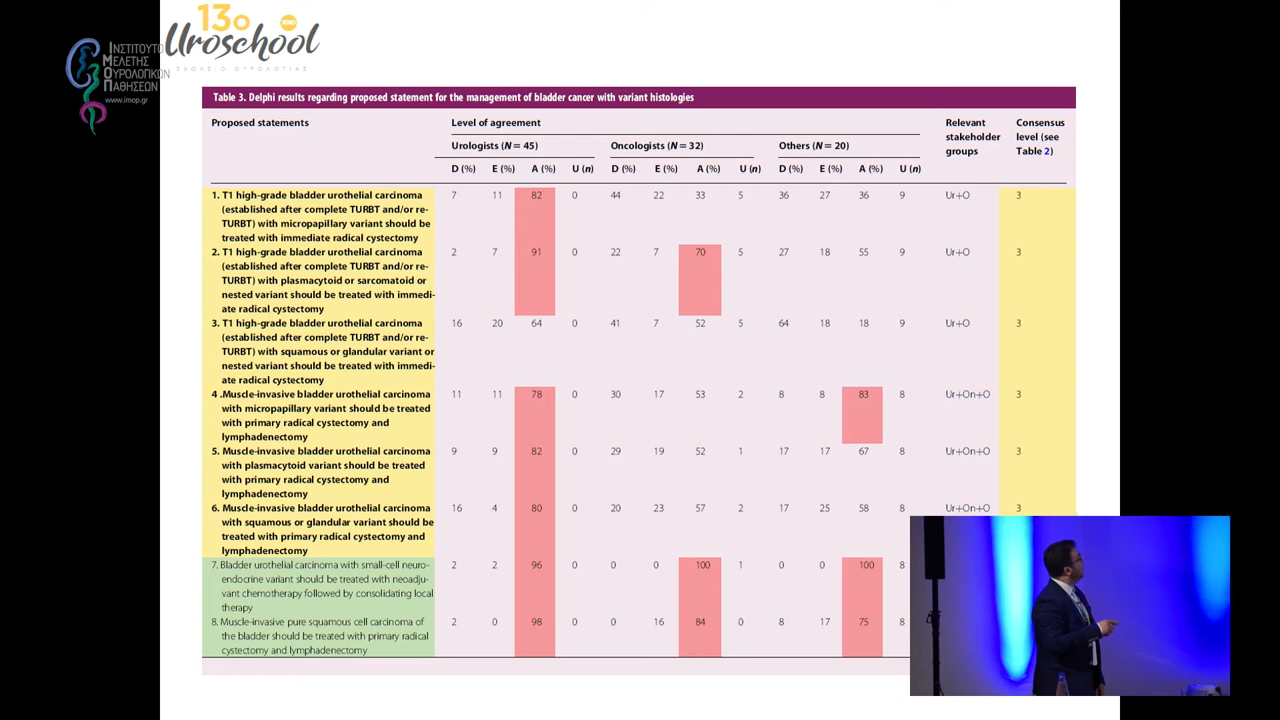 13ο
Uroschool
ΣΧΟΛΕΙΟ ΟΥΡΟΛΟΓΙΑΣ
ΙΝΣΤΙΤΟΥΤΟ
ΜΕΛΕΤΗΣ
ΟΥΡΟΛΟΓΙΚΩΝ
ΠΑΘΗΣΕΩΝ
www.imop.gr
Table 3. Delphi results regarding proposed statement for the management of bladder cancer with variant histologies
Proposed statements Level of agreement Relevant stakeholder groups Consensus level (see Table 2)
Urologists (N = 45) Oncologists (N = 32) Others (N = 20)
D (%) E (%) A (%) U (n) D (%) E (%) A (%) U (n) D (%) E (%) A (%) U (n)
1. T1 high-grade bladder urothelial carcinoma 7 11 82 0 44 22 33 5 36 27 36 9 Ur+O 3
(established after complete TURBT and/or re-
TURBT) with micropapillary variant should be
treated with immediate radical cystectomy
2. T1 high-grade bladder urothelial carcinoma 2 7 91 0 22 7 70 5 27 18 55 9 Ur+O 3
(established after complete TURBT and/or re-
TURBT) with plasmacytoid or sarcomatoid or
nested variant should be treated with immedi-
ate radical cystectomy
3. T1 high-grade bladder urothelial carcinoma 16 20 64 0 41 7 52 5 64 18 18 9 Ur+O 3
(established after complete TURBT and/or re-
TURBT) with squamous or glandular variant or
nested variant should be treated with immedi-
ate radical cystectomy
4 .Muscle-invasive bladder urothelial carcinoma 11 11 78 0 30 17 53 2 8 8 83 8 Ur+On+O 3
with micropapillary variant should be treated
with primary radical cystectomy and
lymphadenectomy
5. Muscle-invasive bladder urothelial carcinoma 9 9 82 0 29 19 52 1 17 17 67 8 Ur+On+O 3
with plasmacytoid variant should be treated
with primary radical cystectomy and
lymphadenectomy
6. Muscle-invasive bladder urothelial carcinoma 16 4 80 0 20 23 57 2 17 25 58 8 Ur+On+O 3
with squamous or glandular variant should be
treated with primary radical cystectomy and
lymphadenectomy
7. Bladder urothelial carcinoma with small-cell neuro- 2 2 96 0 0 0 100 1 0 0 100 8
endocrine variant should be treated with neoadju-
vant chemotherapy followed by consolidating local
therapy
8. Muscle-invasive pure squamous cell carcinoma of 2 0 98 0 0 16 84 0 8 17 75 8
the bladder should be treated with primary radical
cystectomy and lymphadenectomy